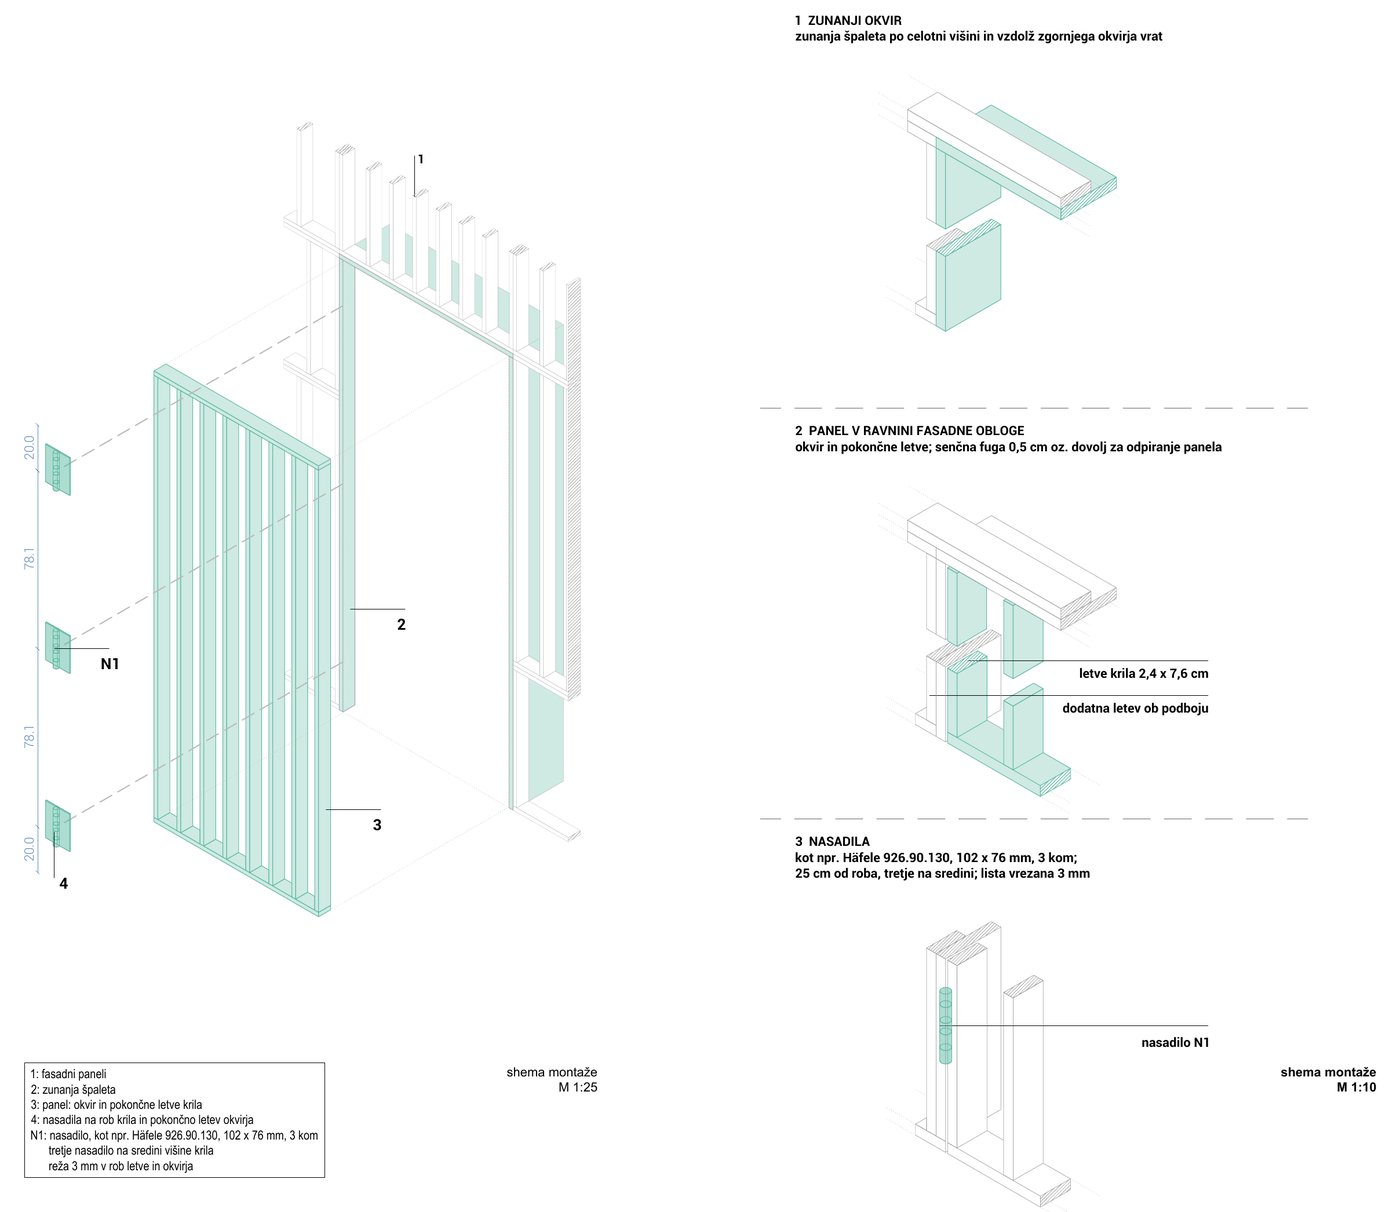 1
2
3
N1
4
20.0
78.1
78.1
20.0
1: fasadni paneli
2: zunanja špaleta
3: panel: okvir in pokončne letve krila
4: nasadila na rob krila in pokončno letev okvirja
N1: nasadilo, kot npr. Häfele 926.90.130, 102 x 76 mm, 3 kom
tretje nasadilo na sredini višine krila
reža 3 mm v rob letve in okvirja
shema montaže
M 1:25
1 ZUNANJI OKVIR
zunanja špaleta po celotni višini in vzdolž zgornjega okvirja vrat
2 PANEL V RAVNINI FASADNE OBLOGE
okvir in pokončne letve; senčna fuga 0,5 cm oz. dovolj za odpiranje panela
letve krila 2,4 x 7,6 cm
dodatna letev ob podboju
3 NASADILA
kot npr. Häfele 926.90.130, 102 x 76 mm, 3 kom;
25 cm od roba, tretje na sredini; lista vrezana 3 mm
nasadilo N1
shema montaže
M 1:10